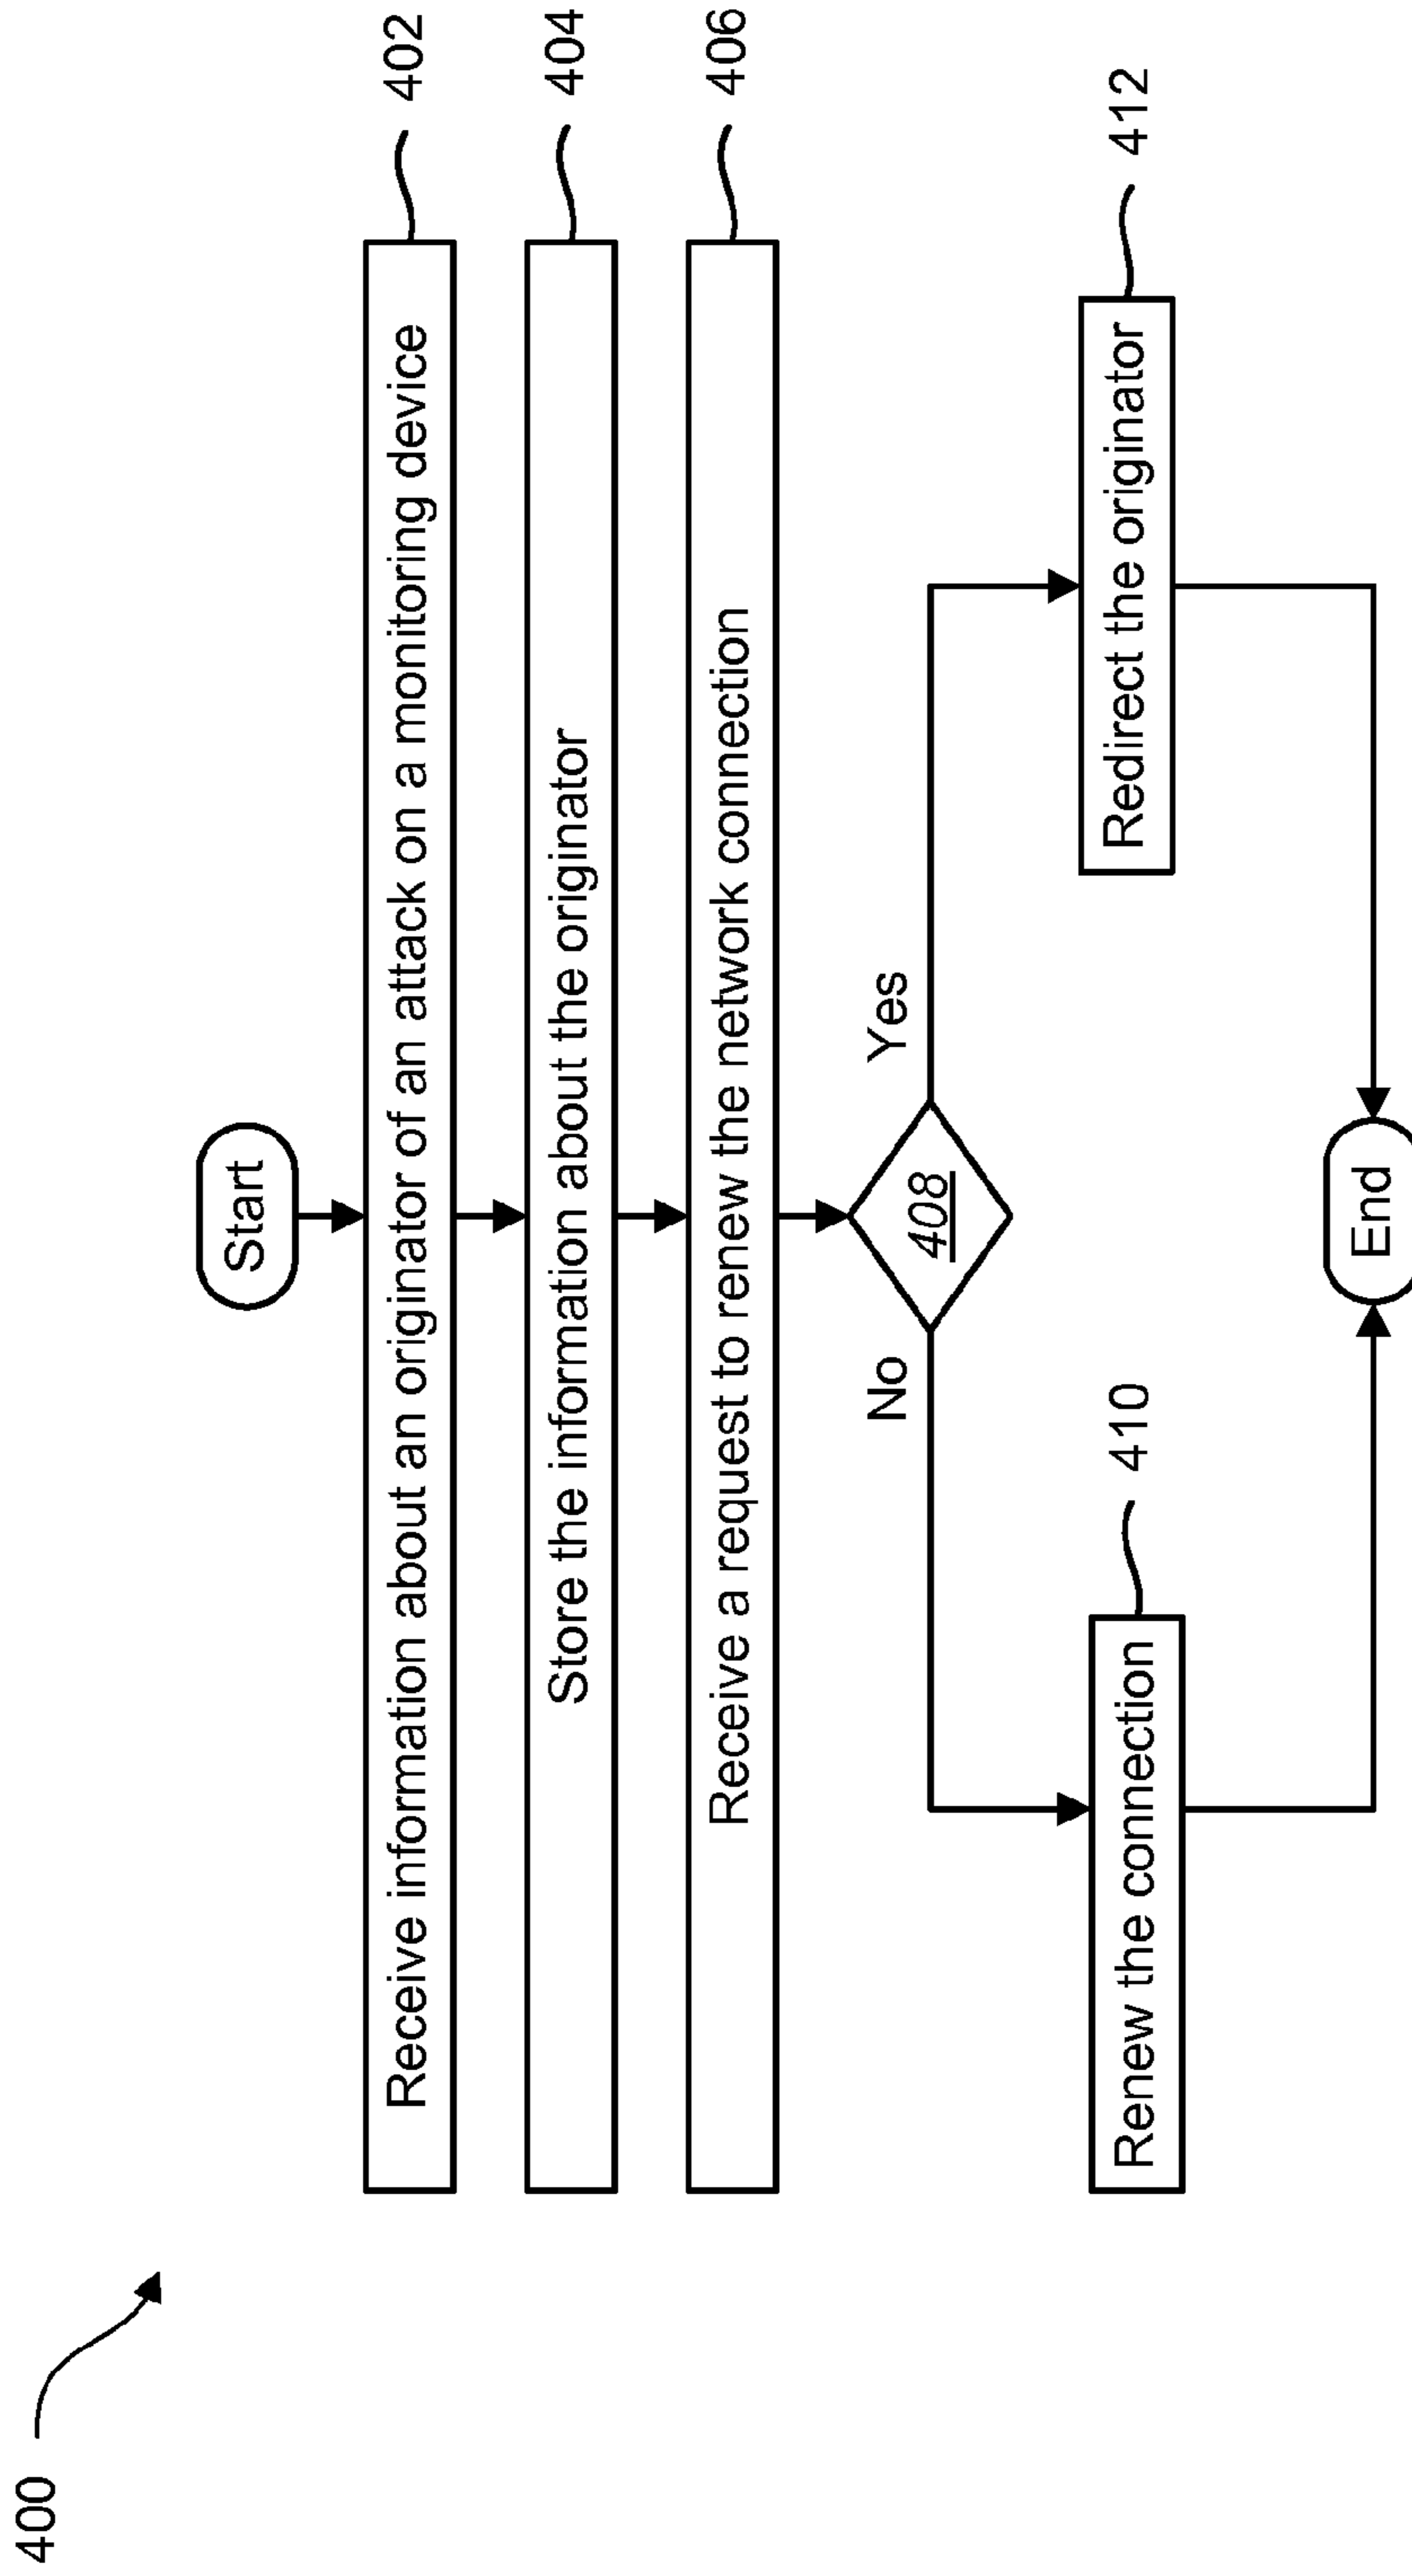 400
Start
Receive information about an originator of an attack on a monitoring device
402
Store the information about the originator
404
Receive a request to renew the network connection
406
408
No
Yes
Renew the connection
410
Redirect the originator
412
End